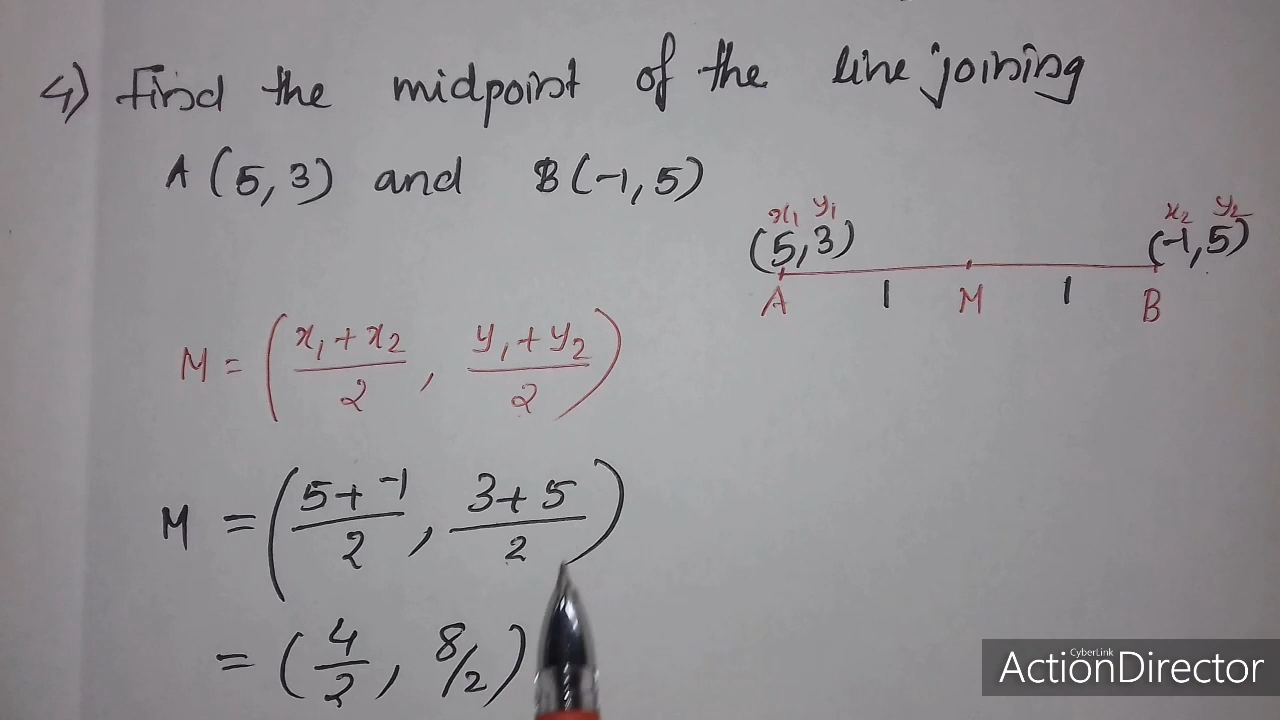 4) Find the midpoint of the line joining
A (5, 3) and B (-1, 5)
x₁ y₁ x₂ y₂
(5, 3) (-1, 5)
A 1 M 1 B
M = ( x₁ + x₂ / 2 , y₁ + y₂ / 2 )
M = ( 5 + -1 / 2 , 3 + 5 / 2 )
= ( 4 / 2 , 8/2 )
CyberLink
ActionDirector